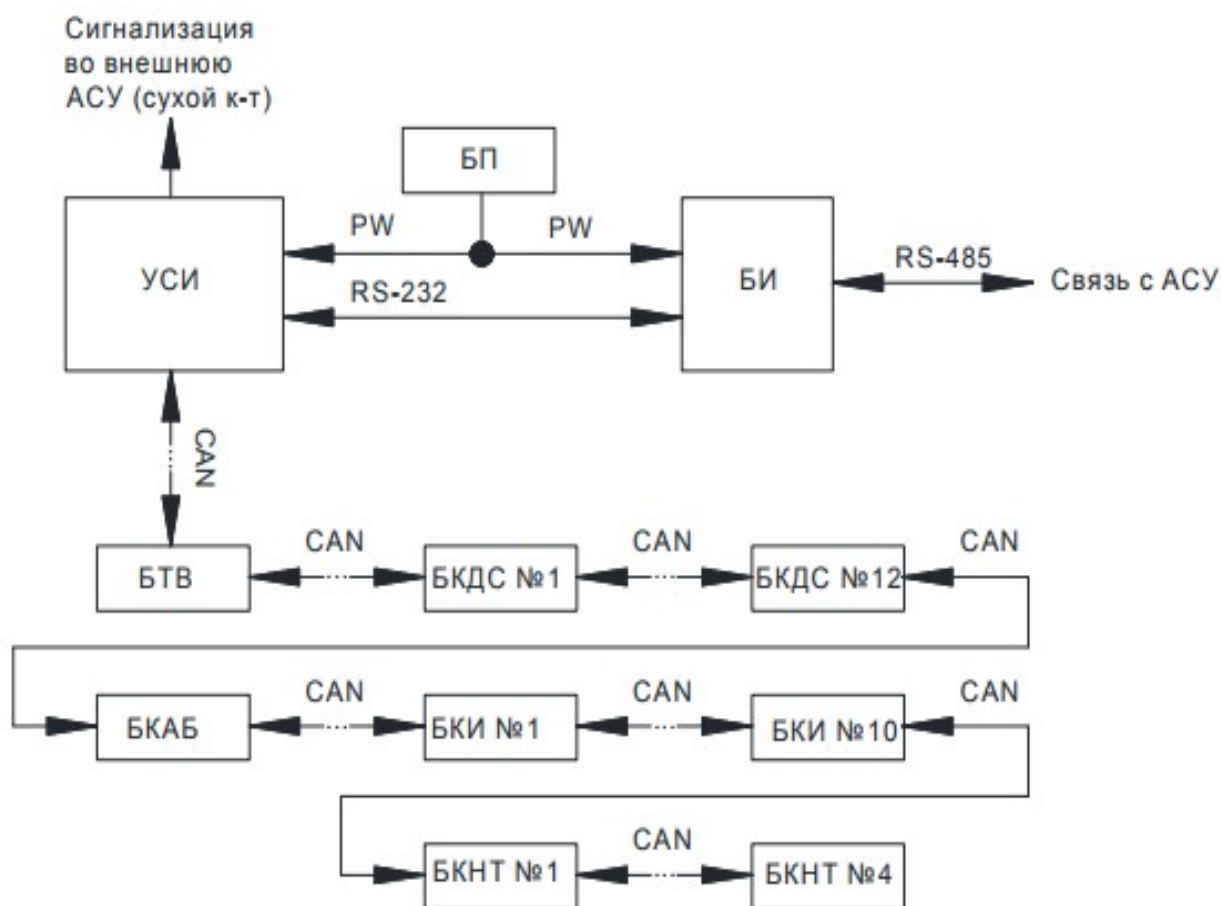 Сигнализация
во внешнюю
АСУ (сухой к-т)
БП
PW
PW
УСИ
БИ
RS-485
Связь с АСУ
RS-232
CAN
CAN
CAN
CAN
БТВ
БКДС №1
БКДС №12
CAN
CAN
CAN
БКАБ
БКИ №1
БКИ №10
CAN
БКНТ №1
БКНТ №4